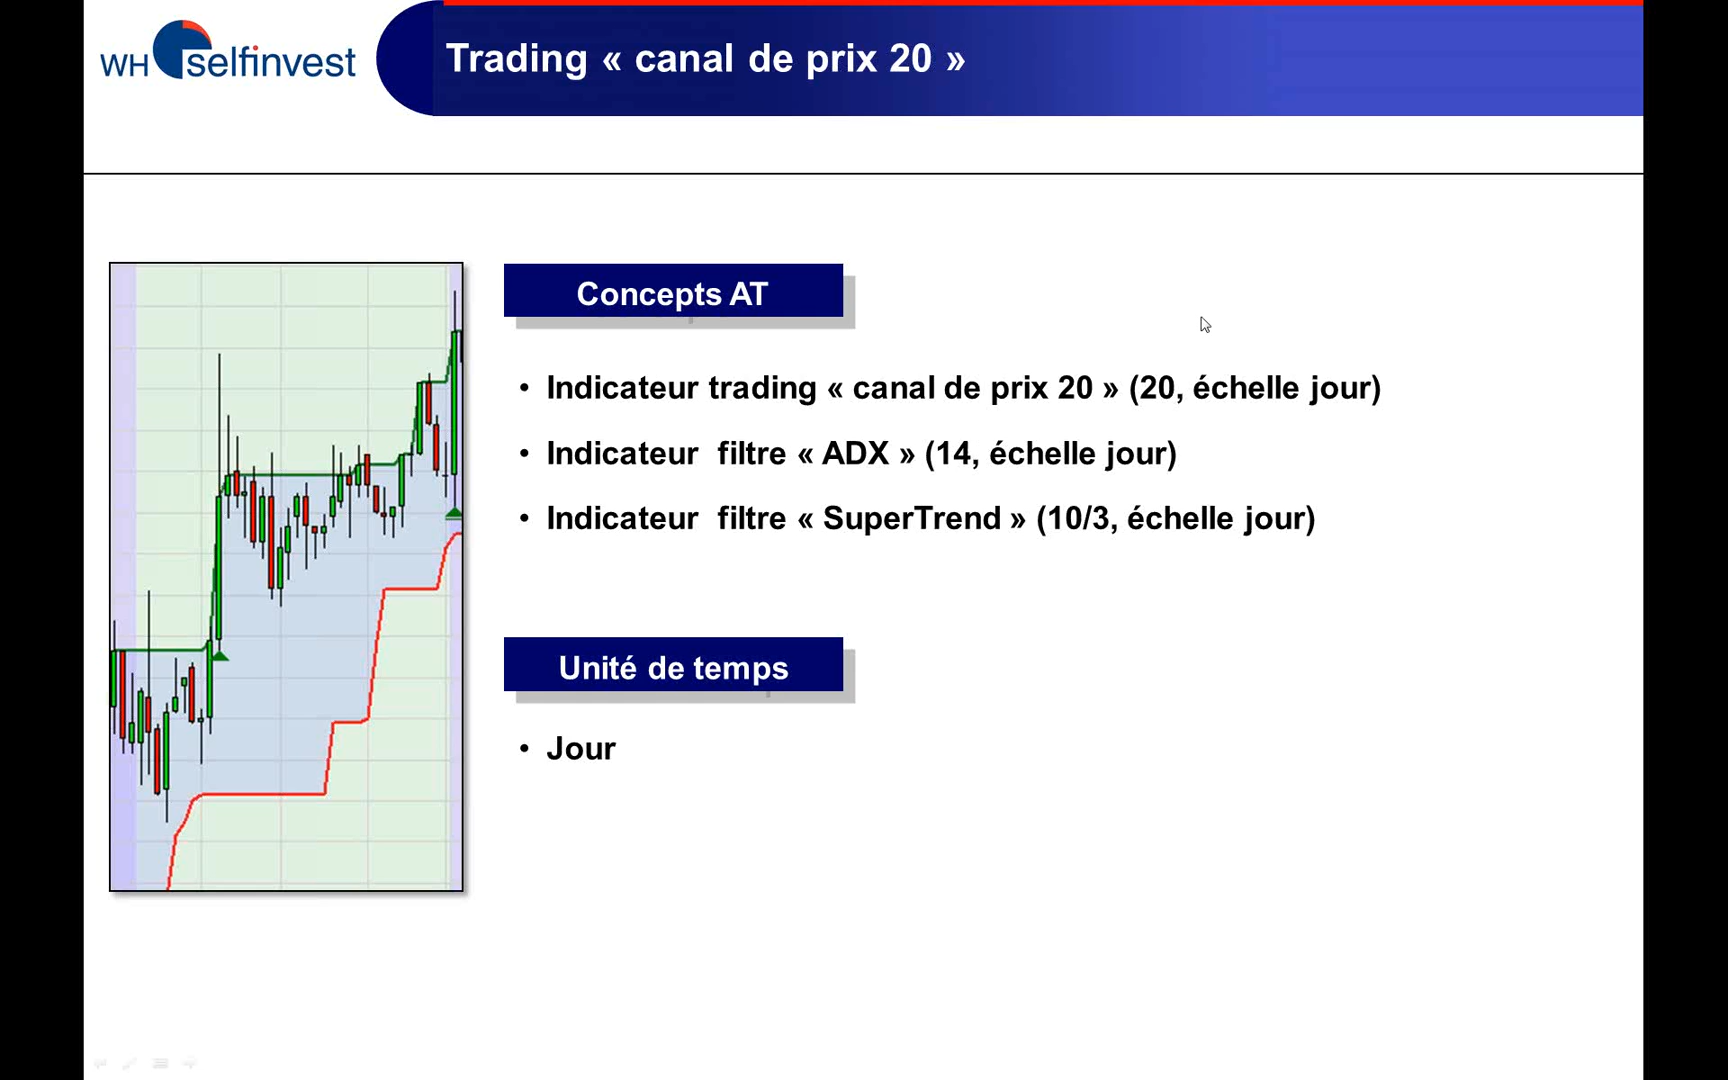 WH selfinvest
Trading « canal de prix 20 »
Concepts AT
• Indicateur trading « canal de prix 20 » (20, échelle jour)
• Indicateur filtre « ADX » (14, échelle jour)
• Indicateur filtre « SuperTrend » (10/3, échelle jour)
Unité de temps
• Jour